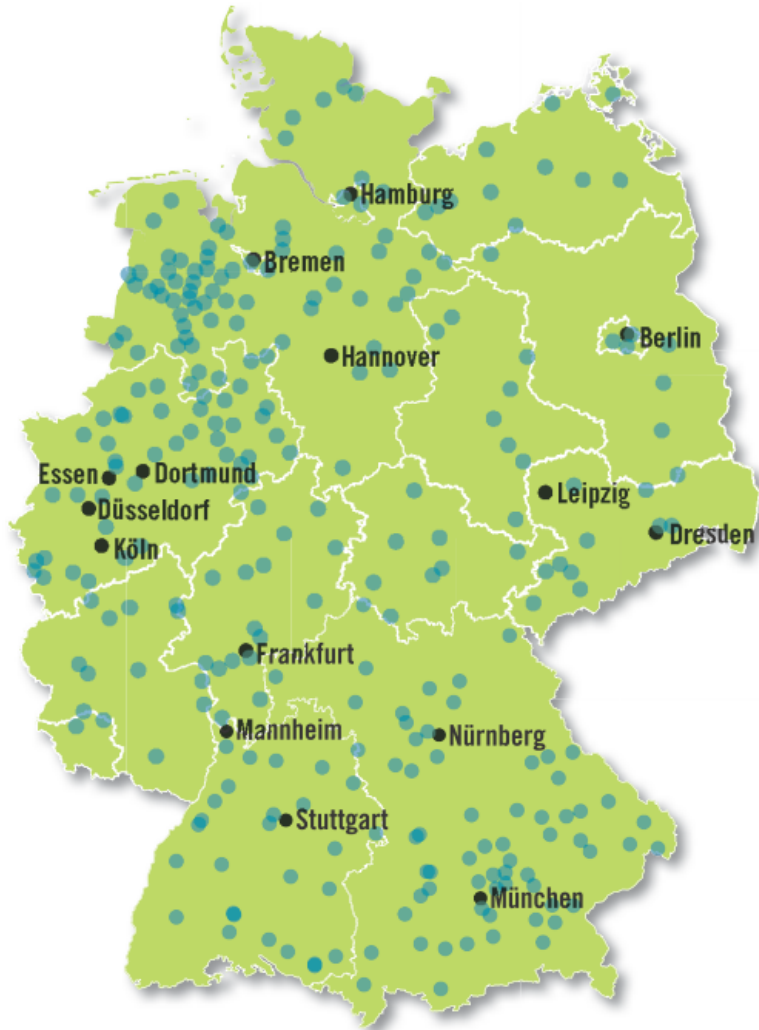 Hamburg
Bremen
Berlin
Hannover
Essen
Dortmund
Leipzig
Düsseldorf
Dresden
Köln
Frankfurt
Mannheim
Nürnberg
Stuttgart
München